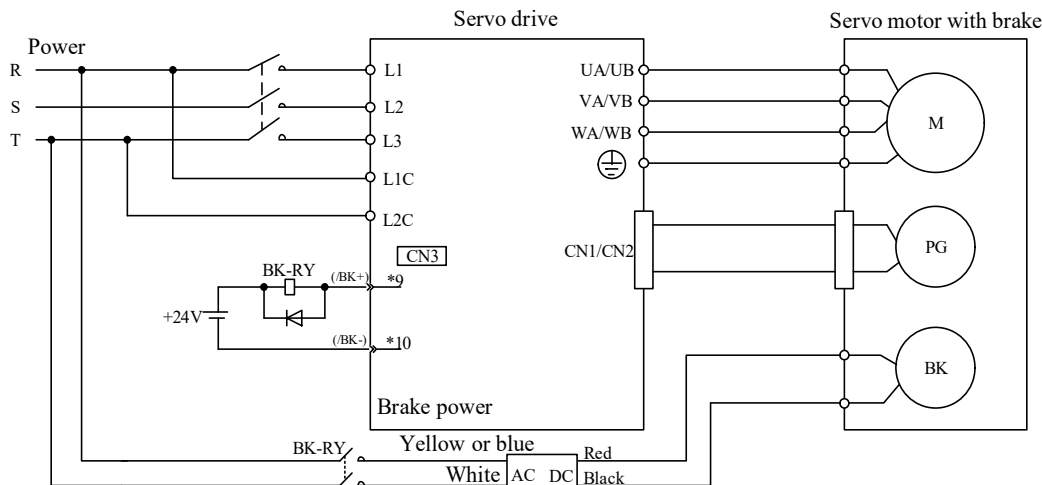 Servo drive
Servo motor with brake
Power
R
S
T
L1
L2
L3
L1C
L2C
UA/UB
VA/VB
WA/WB
M
CN1/CN2
PG
CN3
BK-RY
(/BK+)
*9
+24V
(/BK-)
*10
BK
Brake power
BK-RY
Yellow or blue
White
AC DC
Red
Black